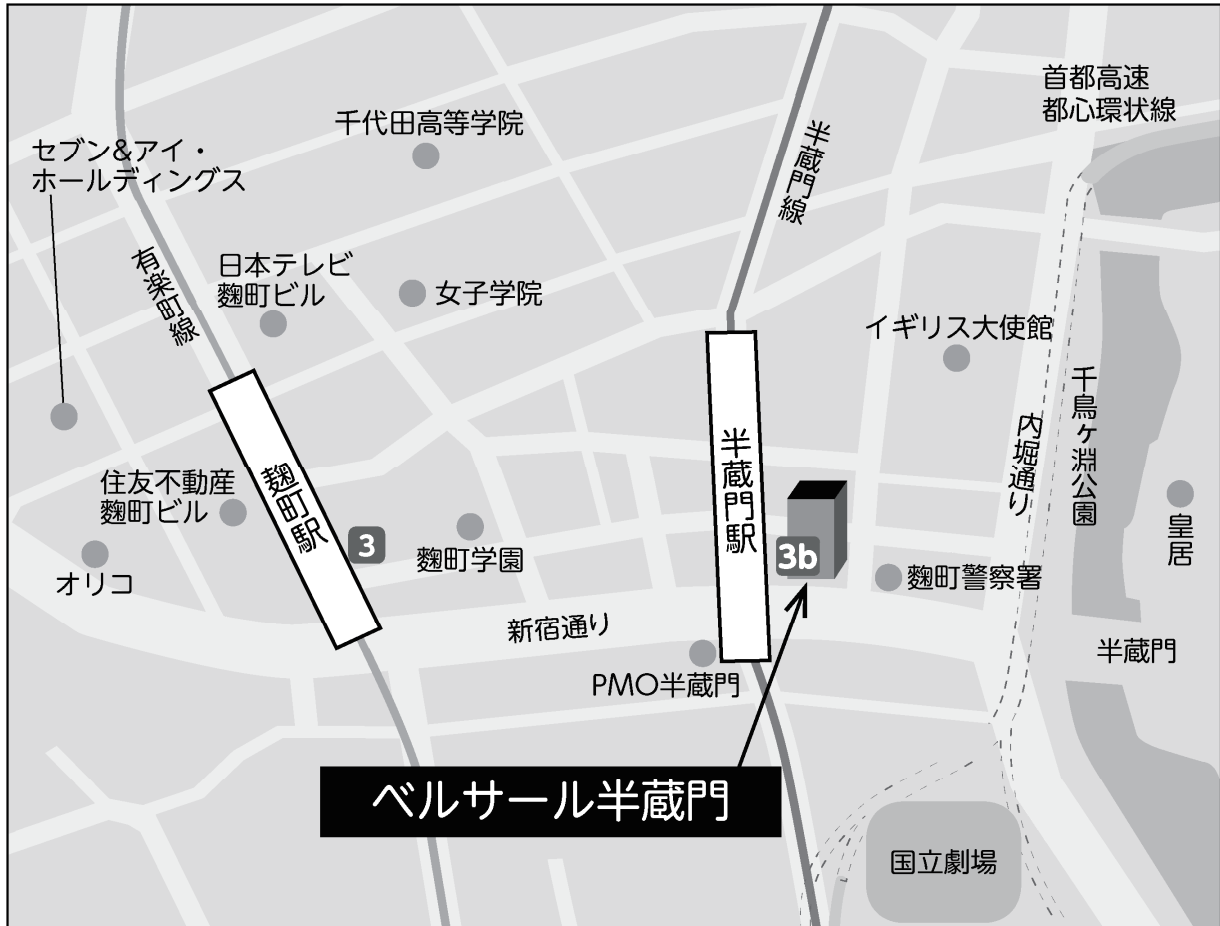 首都高速
都心環状線
千代田高等学院
セブン&アイ・
ホールディングス
半蔵門線
有楽町線
日本テレビ
麴町ビル
女子学院
イギリス大使館
千鳥ヶ淵公園
内堀通り
半蔵門駅
麴町駅
住友不動産
麴町ビル
皇居
3
3b
麴町学園
オリコ
麴町警察署
新宿通り
半蔵門
PMO半蔵門
ベルサール半蔵門
国立劇場